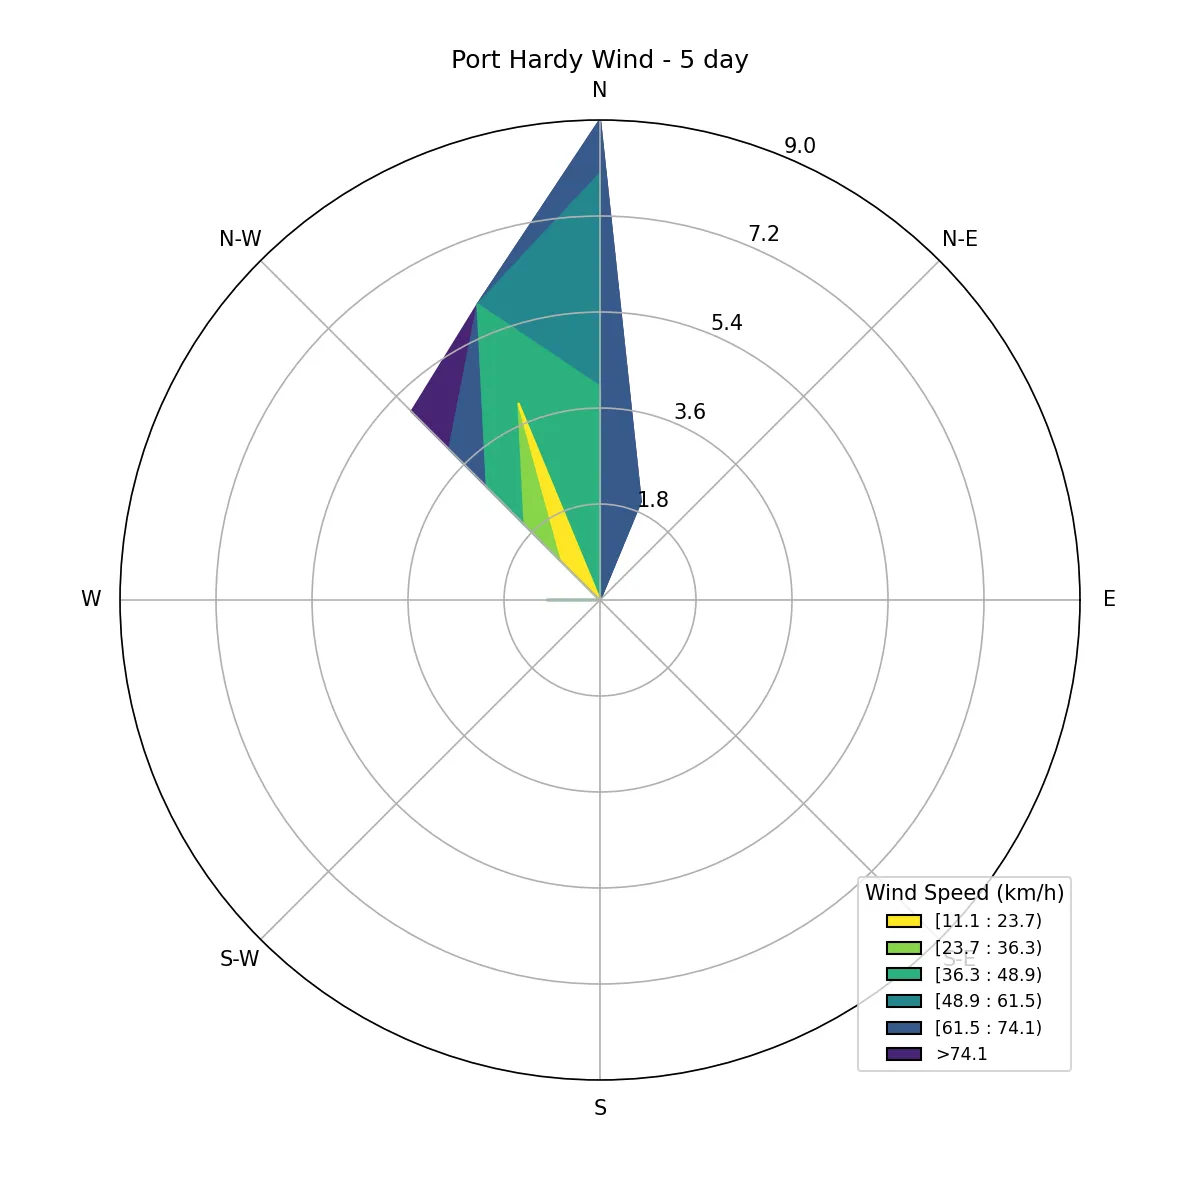 Port Hardy Wind - 5 day
N
9.0
N-W
N-E
7.2
5.4
3.6
1.8
W
E
Wind Speed (km/h)
[11.1 : 23.7)
[23.7 : 36.3)
S-W
S-E
[36.3 : 48.9)
[48.9 : 61.5)
[61.5 : 74.1)
>74.1
S